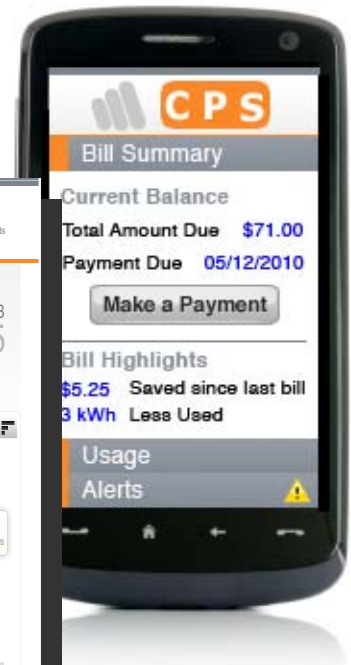 CPS
Bill Summary
Current Balance
Total Amount Due $71.00
Payment Due 05/12/2010
Make a Payment
Bill Highlights
$5.25 Saved since last bill
3 kWh Less Used
Usage
Alerts